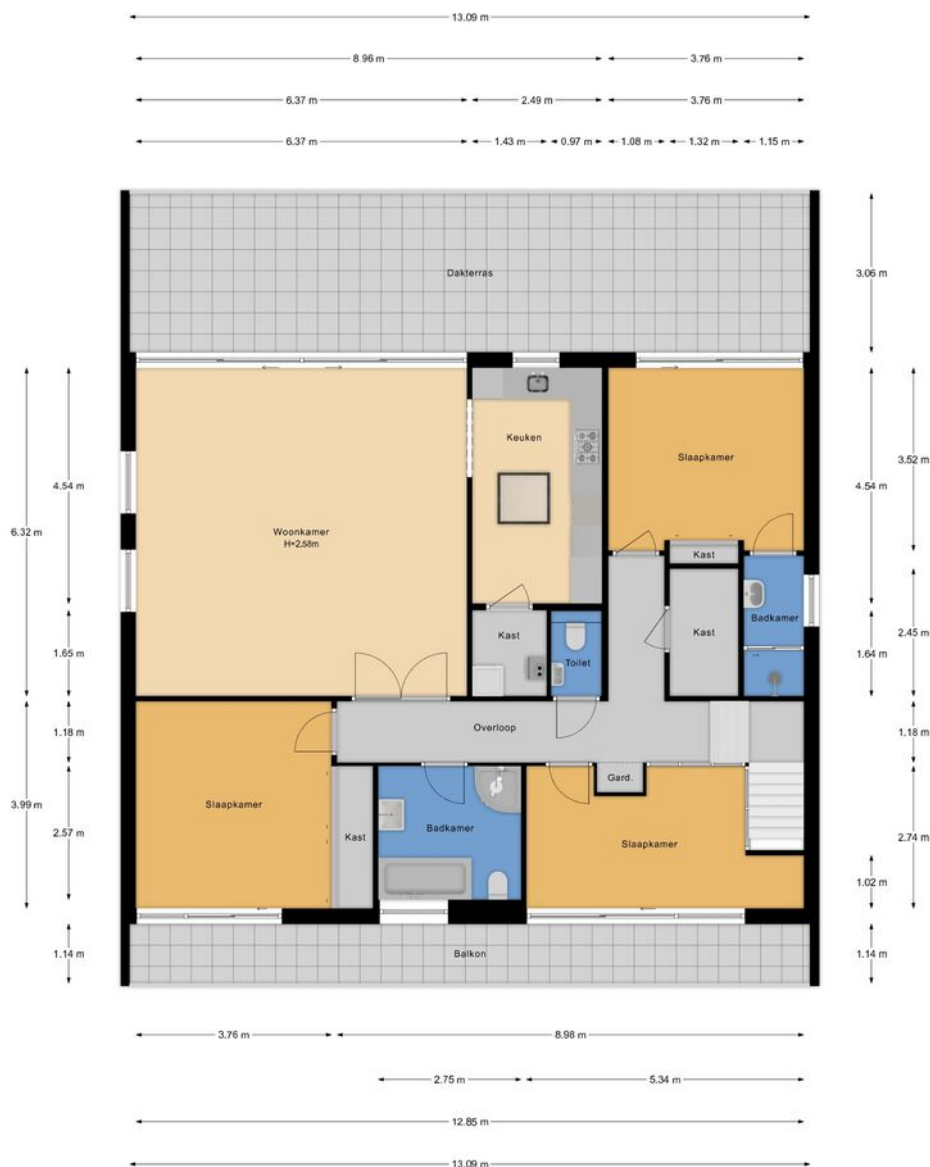 13.09 m
8.96 m
3.76 m
6.37 m
2.49 m
3.76 m
6.37 m
1.43 m
0.97 m
1.08 m
1.32 m
1.15 m
Dakterras
3.06 m
Keuken
Slaapkamer
3.52 m
4.54 m
4.54 m
6.32 m
Woonkamer
H=2.58m
Kast
Kast
Kast
Badkamer
2.45 m
1.65 m
Toilet
1.64 m
Overloop
1.18 m
1.18 m
Gard.
Slaapkamer
3.99 m
2.57 m
Kast
Badkamer
Slaapkamer
2.74 m
1.02 m
1.14 m
Balkon
1.14 m
3.76 m
8.98 m
2.75 m
5.34 m
12.85 m
13.09 m